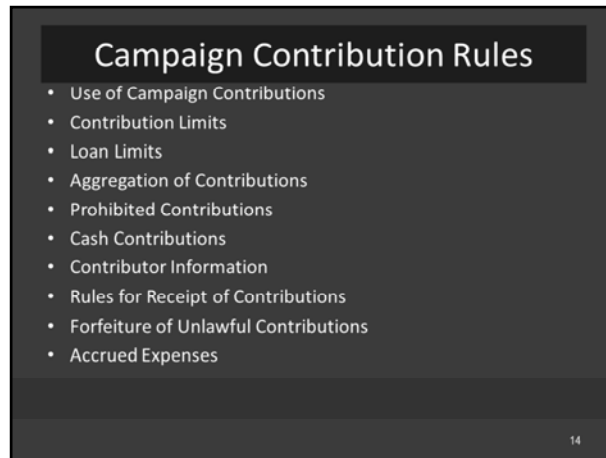 Campaign Contribution Rules
• Use of Campaign Contributions
• Contribution Limits
• Loan Limits
• Aggregation of Contributions
• Prohibited Contributions
• Cash Contributions
• Contributor Information
• Rules for Receipt of Contributions
• Forfeiture of Unlawful Contributions
• Accrued Expenses
14